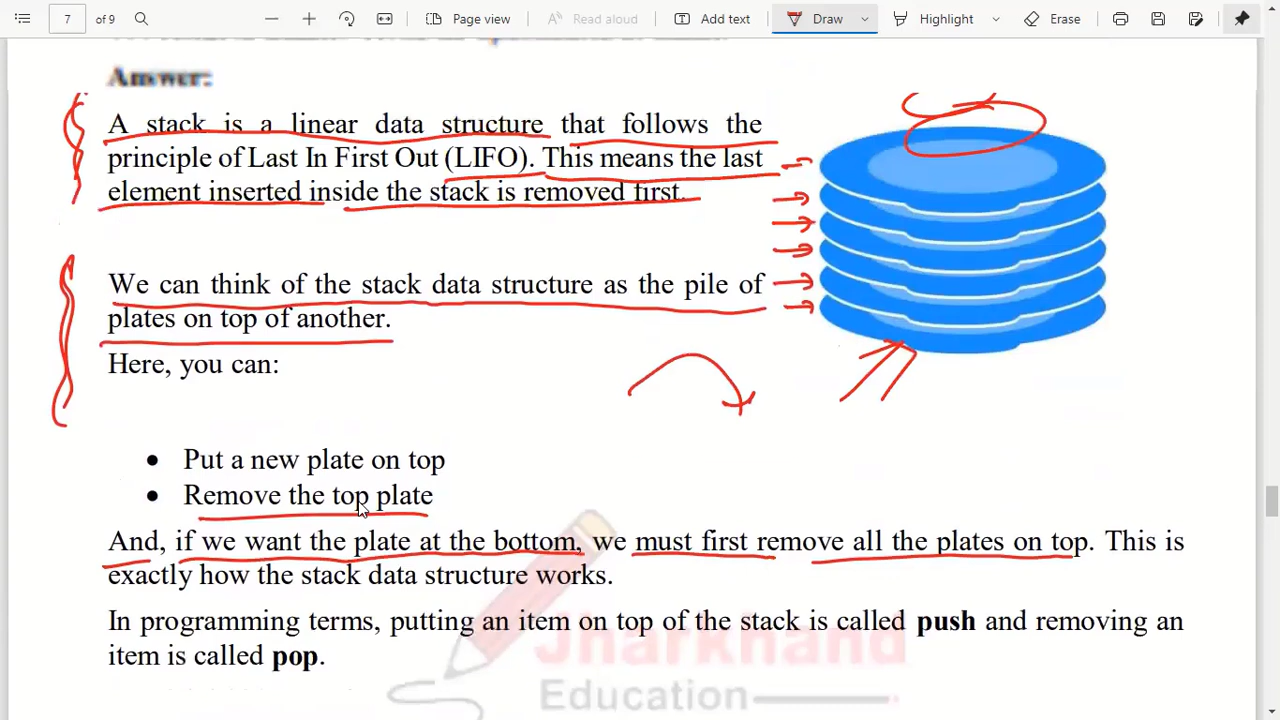 7 of 9
Page view
Read aloud
Add text
Draw
Highlight
Erase
Answer:
A stack is a linear data structure that follows the
principle of Last In First Out (LIFO). This means the last
element inserted inside the stack is removed first.
We can think of the stack data structure as the pile of
plates on top of another.
Here, you can:
• Put a new plate on top
• Remove the top plate
And, if we want the plate at the bottom, we must first remove all the plates on top. This is
exactly how the stack data structure works.
In programming terms, putting an item on top of the stack is called push and removing an
item is called pop.
Jharkhand
Education